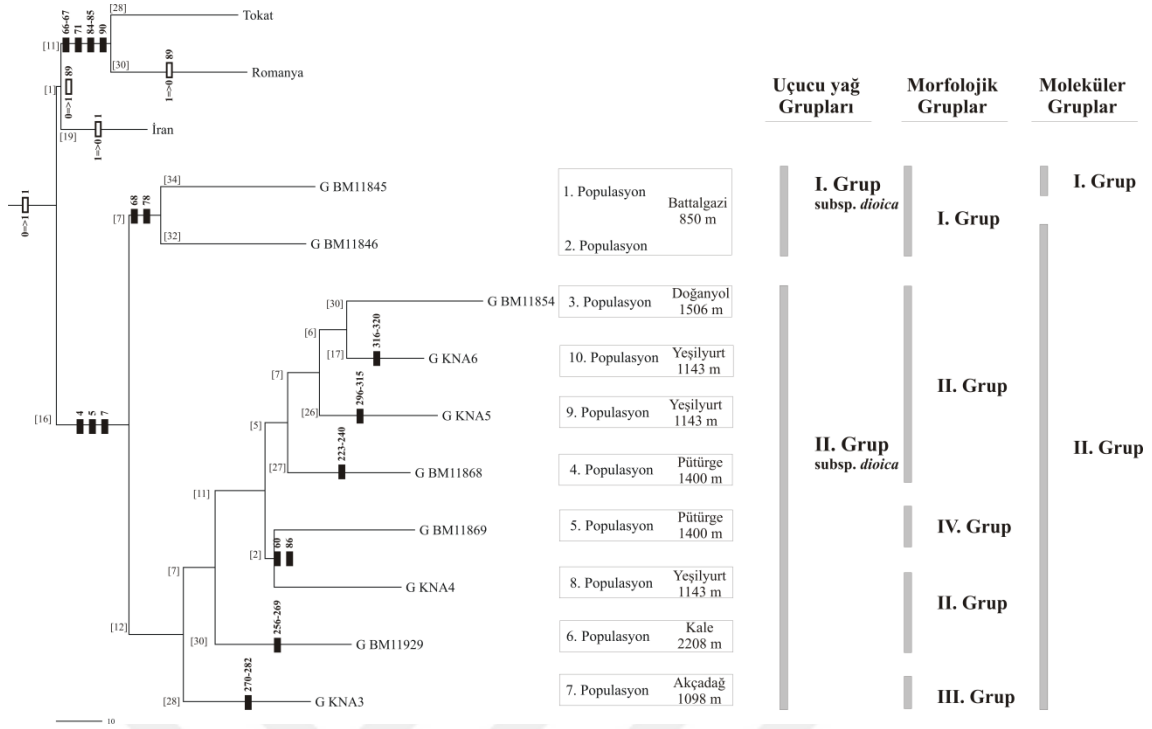 66-67
71
84-85
90
[28]
Tokat
[11]
[30]
1=>0
89
Romanya
[1]
0=>1
89
[19]
1=>0
1
İran
0=>1
1
[34]
G BM11845
68
78
[7]
[32]
G BM11846
[30]
G BM11854
[6]
[17]
316-320
G KNA6
[7]
[26]
296-315
G KNA5
[5]
[16]
4
5
7
[27]
223-240
G BM11868
[11]
G BM11869
[2]
60
86
[7]
G KNA4
[12]
[30]
256-269
G BM11929
[28]
270-282
G KNA3
10
1. Populasyon
Battalgazi
850 m
2. Populasyon
3. Populasyon
Doğanyol
1506 m
10. Populasyon
Yeşilyurt
1143 m
9. Populasyon
Yeşilyurt
1143 m
4. Populasyon
Pütürge
1400 m
5. Populasyon
Pütürge
1400 m
8. Populasyon
Yeşilyurt
1143 m
6. Populasyon
Kale
2208 m
7. Populasyon
Akçadağ
1098 m
Uçucu yağ
Grupları
I. Grup
subsp. dioica
II. Grup
subsp. dioica
Morfolojik
Gruplar
I. Grup
II. Grup
IV. Grup
II. Grup
III. Grup
Moleküler
Gruplar
I. Grup
II. Grup